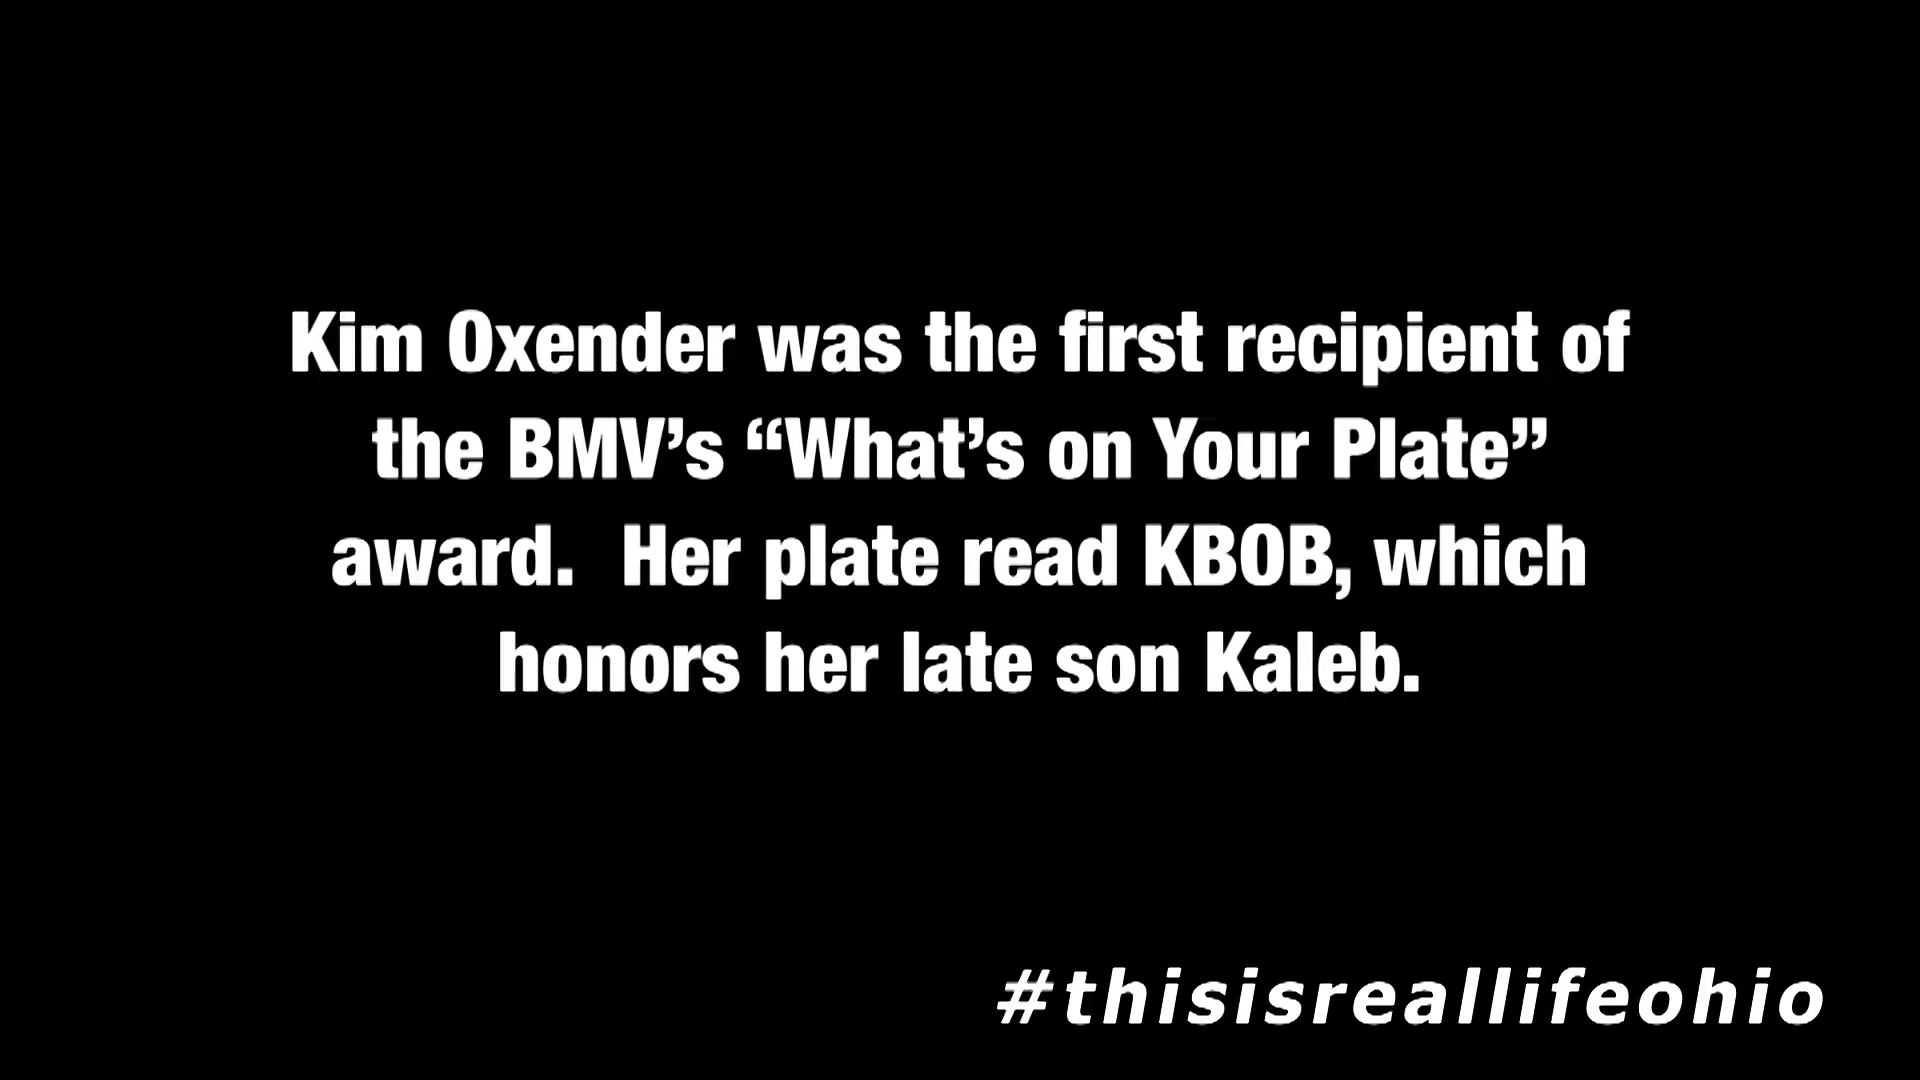 Kim Oxender was the first recipient of
the BMV’s “What’s on Your Plate”
award.  Her plate read KBOB, which
honors her late son Kaleb.
#thisisreallifeohio